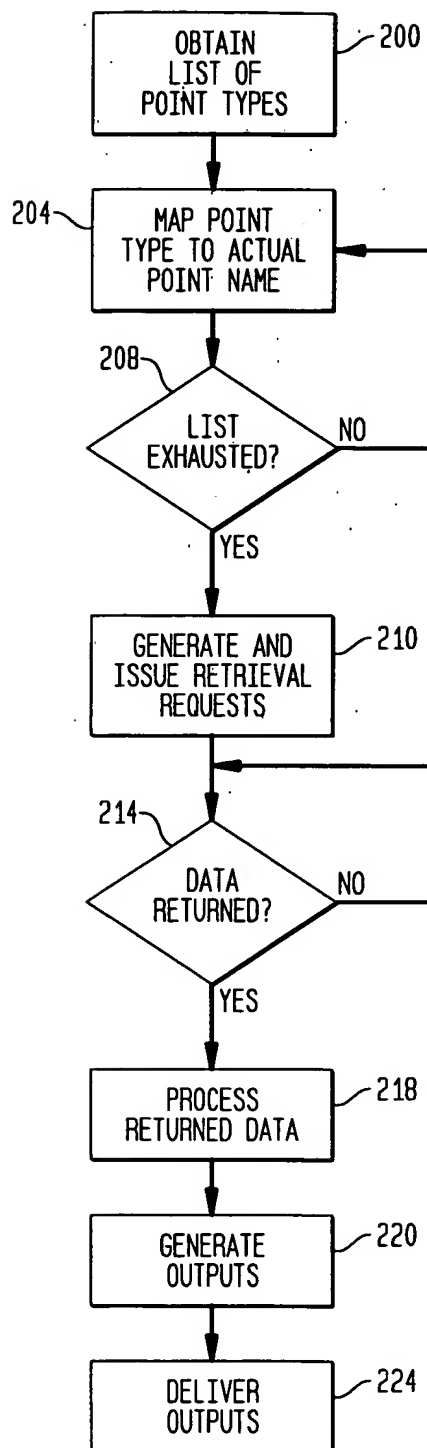 OBTAIN
LIST OF
POINT TYPES
200
204
MAP POINT
TYPE TO ACTUAL
POINT NAME
208
LIST
EXHAUSTED?
NO
YES
GENERATE AND
ISSUE RETRIEVAL
REQUESTS
210
214
DATA
RETURNED?
NO
YES
PROCESS
RETURNED DATA
218
GENERATE
OUTPUTS
220
DELIVER
OUTPUTS
224